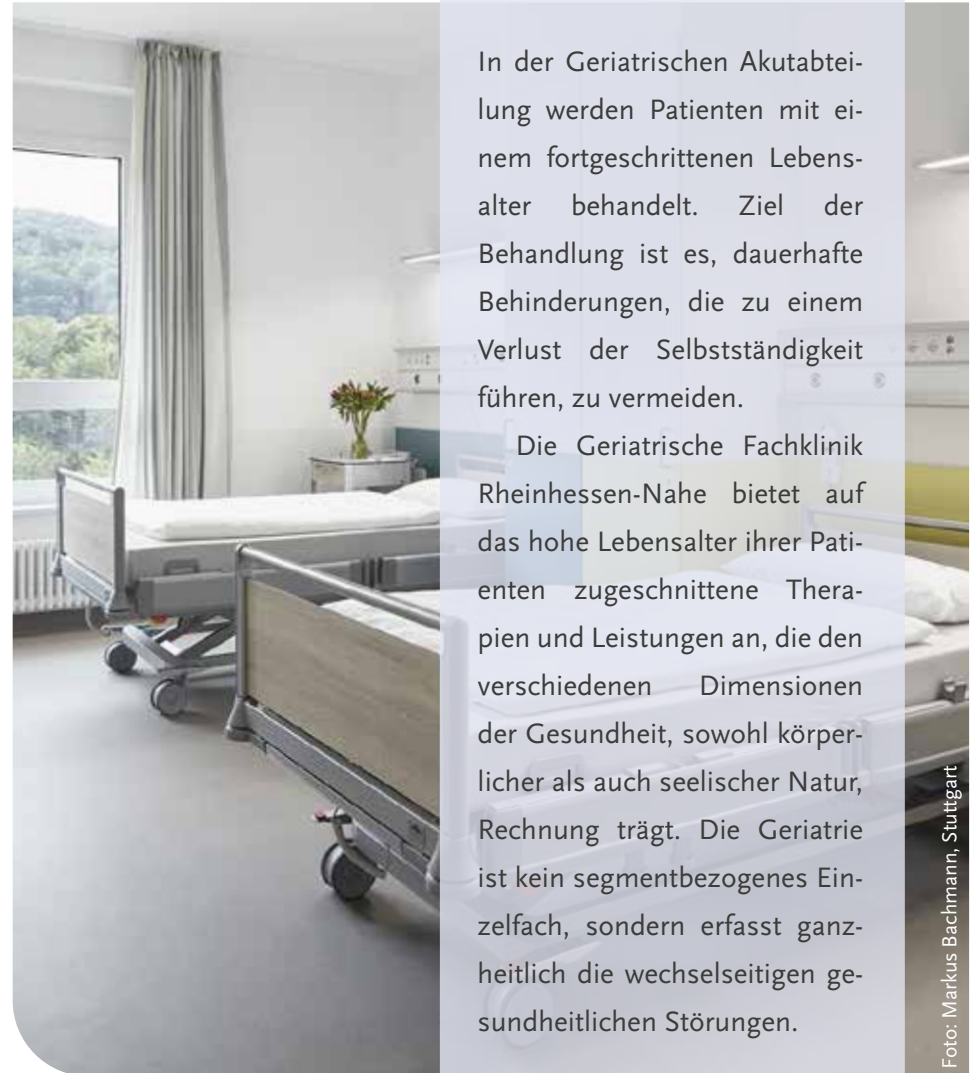 In der Geriatrischen Akutabtei-
lung werden Patienten mit ei-
nem fortgeschrittenen Lebens-
alter behandelt. Ziel der
Behandlung ist es, dauerhafte
Behinderungen, die zu einem
Verlust der Selbstständigkeit
führen, zu vermeiden.
Die Geriatrische Fachklinik
Rheinhessen-Nahe bietet auf
das hohe Lebensalter ihrer Pati-
enten zugeschnittene Thera-
pien und Leistungen an, die den
verschiedenen Dimensionen
der Gesundheit, sowohl körper-
licher als auch seelischer Natur,
Rechnung trägt. Die Geriatrie
ist kein segmentbezogenes Ein-
zelfach, sondern erfasst ganz-
heitlich die wechselseitigen ge-
sundheitlichen Störungen.
Foto: Markus Bachmann, Stuttgart